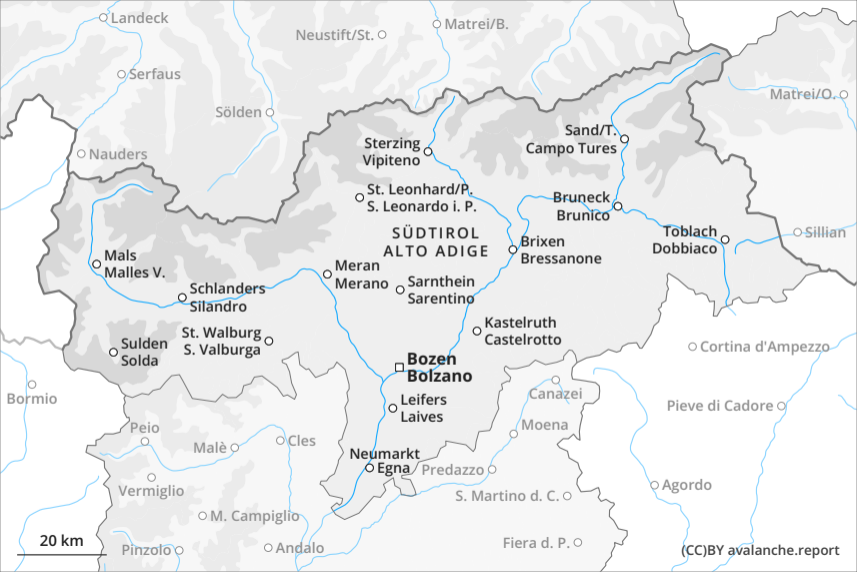 Landeck
Matrei/B.
Neustift/St.
Serfaus
Matrei/O.
Sölden
Sand/T.
Campo Tures
Sterzing
Vipiteno
Nauders
St. Leonhard/P.
S. Leonardo i. P.
Bruneck
Brunico
SÜDTIROL
ALTO ADIGE
Toblach
Dobbiaco
Sillian
Brixen
Bressanone
Mals
Malles V.
Meran
Merano
Sarnthein
Sarentino
Schlanders
Silandro
Kastelruth
Castelrotto
St. Walburg
S. Valburga
Sulden
Solda
Cortina d'Ampezzo
Bozen
Bolzano
Bormio
Canazei
Leifers
Laives
Pieve di Cadore
Peio
Moena
Cles
Malè
Neumarkt
Egna
Predazzo
Vermiglio
Agordo
S. Martino d. C.
M. Campiglio
20 km
Pinzolo
Andalo
Fiera d. P.
(CC)BY avalanche.report